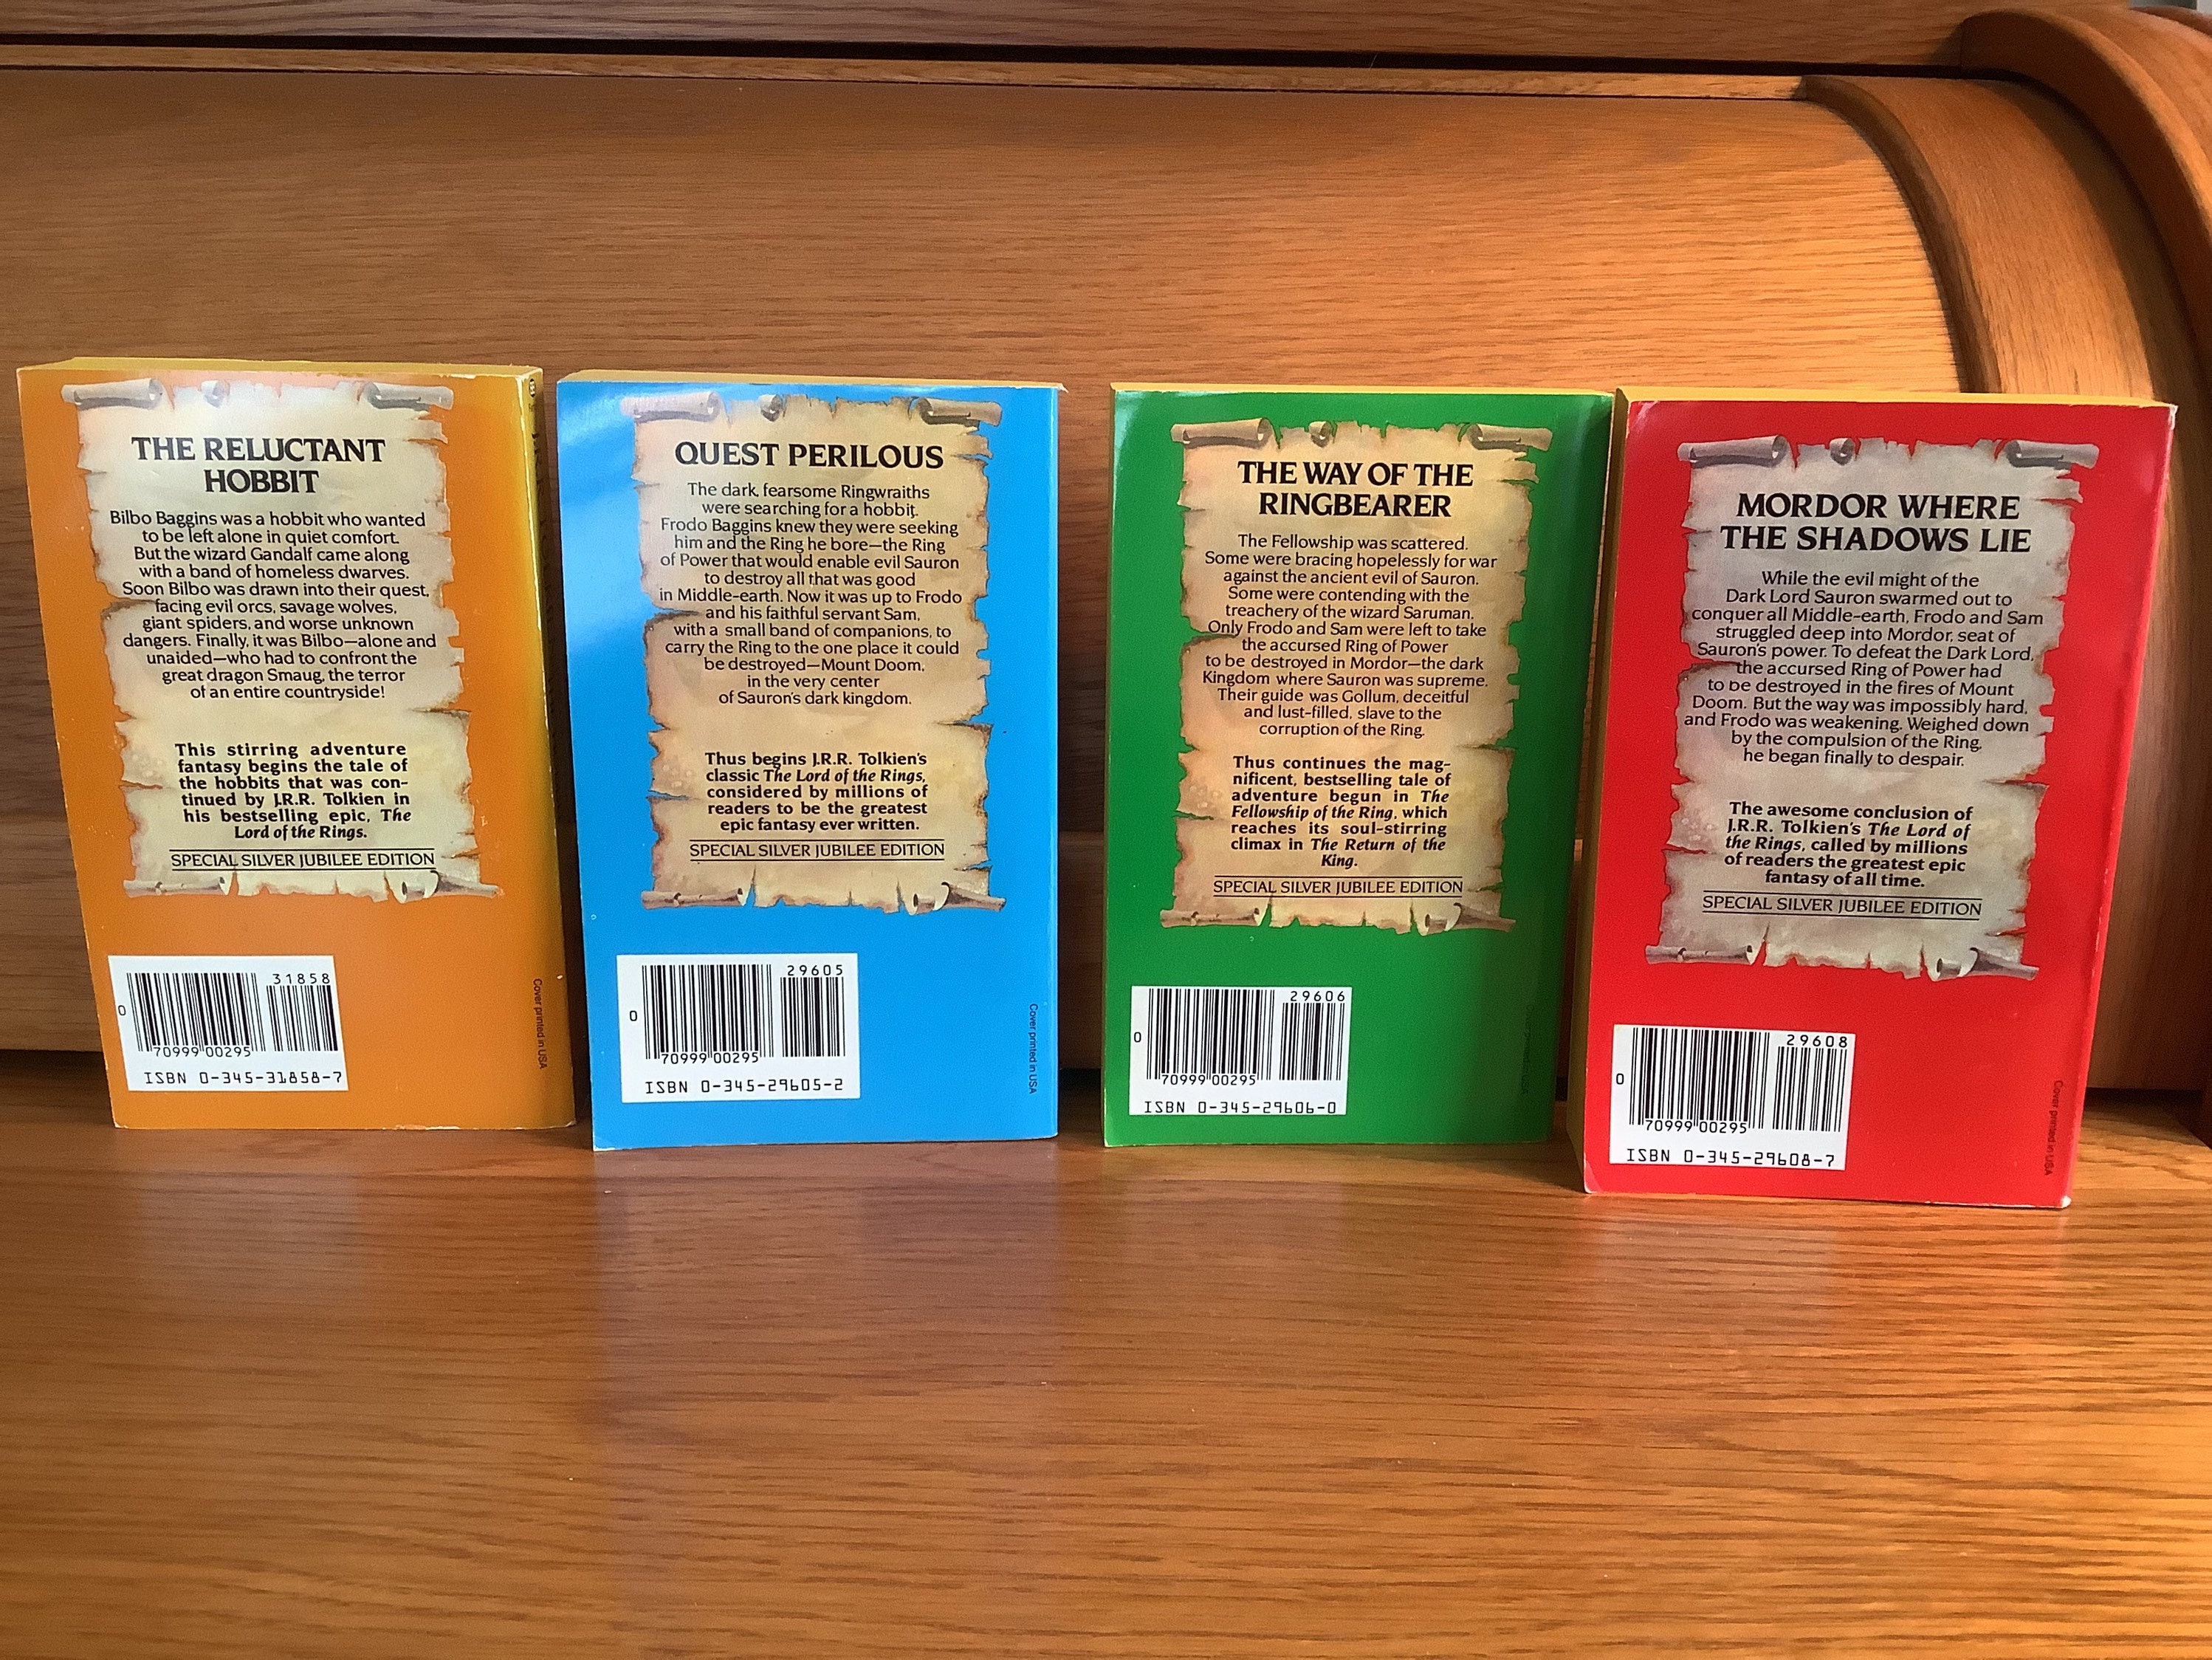 THE RELUCTANT
HOBBIT
Bilbo Baggins was a hobbit who wanted
to be left alone in quiet comfort.
But the wizard Gandalf came along
with a band of homeless dwarves.
Soon Bilbo was drawn into their quest,
facing evil orcs, savage wolves,
giant spiders, and worse unknown
dangers. Finally, it was Bilbo—alone and
unaided—who had to confront the
great dragon Smaug, the terror
of an entire countryside!
This stirring adventure
fantasy begins the tale of
the hobbits that was con-
tinued by J.R.R. Tolkien in
his bestselling epic, The
Lord of the Rings.
SPECIAL SILVER JUBILEE EDITION
31858
0
70999 00295
ISBN 0-345-31858-7
Cover printed in USA
QUEST PERILOUS
The dark, fearsome Ringwraiths
were searching for a hobbit.
Frodo Baggins knew they were seeking
him and the Ring he bore—the Ring
of Power that would enable evil Sauron
to destroy all that was good
in Middle-earth. Now it was up to Frodo
and his faithful servant Sam,
with a small band of companions, to
carry the Ring to the one place it could
be destroyed—Mount Doom,
in the very center
of Sauron's dark kingdom.
Thus begins J.R.R. Tolkien's
classic The Lord of the Rings,
considered by millions of
readers to be the greatest
epic fantasy ever written.
SPECIAL SILVER JUBILEE EDITION
29605
0
70999 00295
ISBN 0-345-29605-2
Cover printed in USA
THE WAY OF THE
RINGBEARER
The Fellowship was scattered.
Some were bracing hopelessly for war
against the ancient evil of Sauron.
Some were contending with the
treachery of the wizard Saruman.
Only Frodo and Sam were left to take
the accursed Ring of Power
to be destroyed in Mordor—the dark
Kingdom where Sauron was supreme.
Their guide was Gollum, deceitful
and lust-filled, slave to the
corruption of the Ring.
Thus continues the mag-
nificent, bestselling tale of
adventure begun in The
Fellowship of the Ring, which
reaches its soul-stirring
climax in The Return of the
King.
SPECIAL SILVER JUBILEE EDITION
29606
0
70999 00295
ISBN 0-345-29606-0
MORDOR WHERE
THE SHADOWS LIE
While the evil might of the
Dark Lord Sauron swarmed out to
conquer all Middle-earth, Frodo and Sam
struggled deep into Mordor, seat of
Sauron's power. To defeat the Dark Lord,
the accursed Ring of Power had
to be destroyed in the fires of Mount
Doom. But the way was impossibly hard,
and Frodo was weakening. Weighed down
by the compulsion of the Ring,
he began finally to despair.
The awesome conclusion of
J.R.R. Tolkien's The Lord of
the Rings, called by millions
of readers the greatest epic
fantasy of all time.
SPECIAL SILVER JUBILEE EDITION
29608
0
70999 00295
ISBN 0-345-29608-7
Cover printed in USA